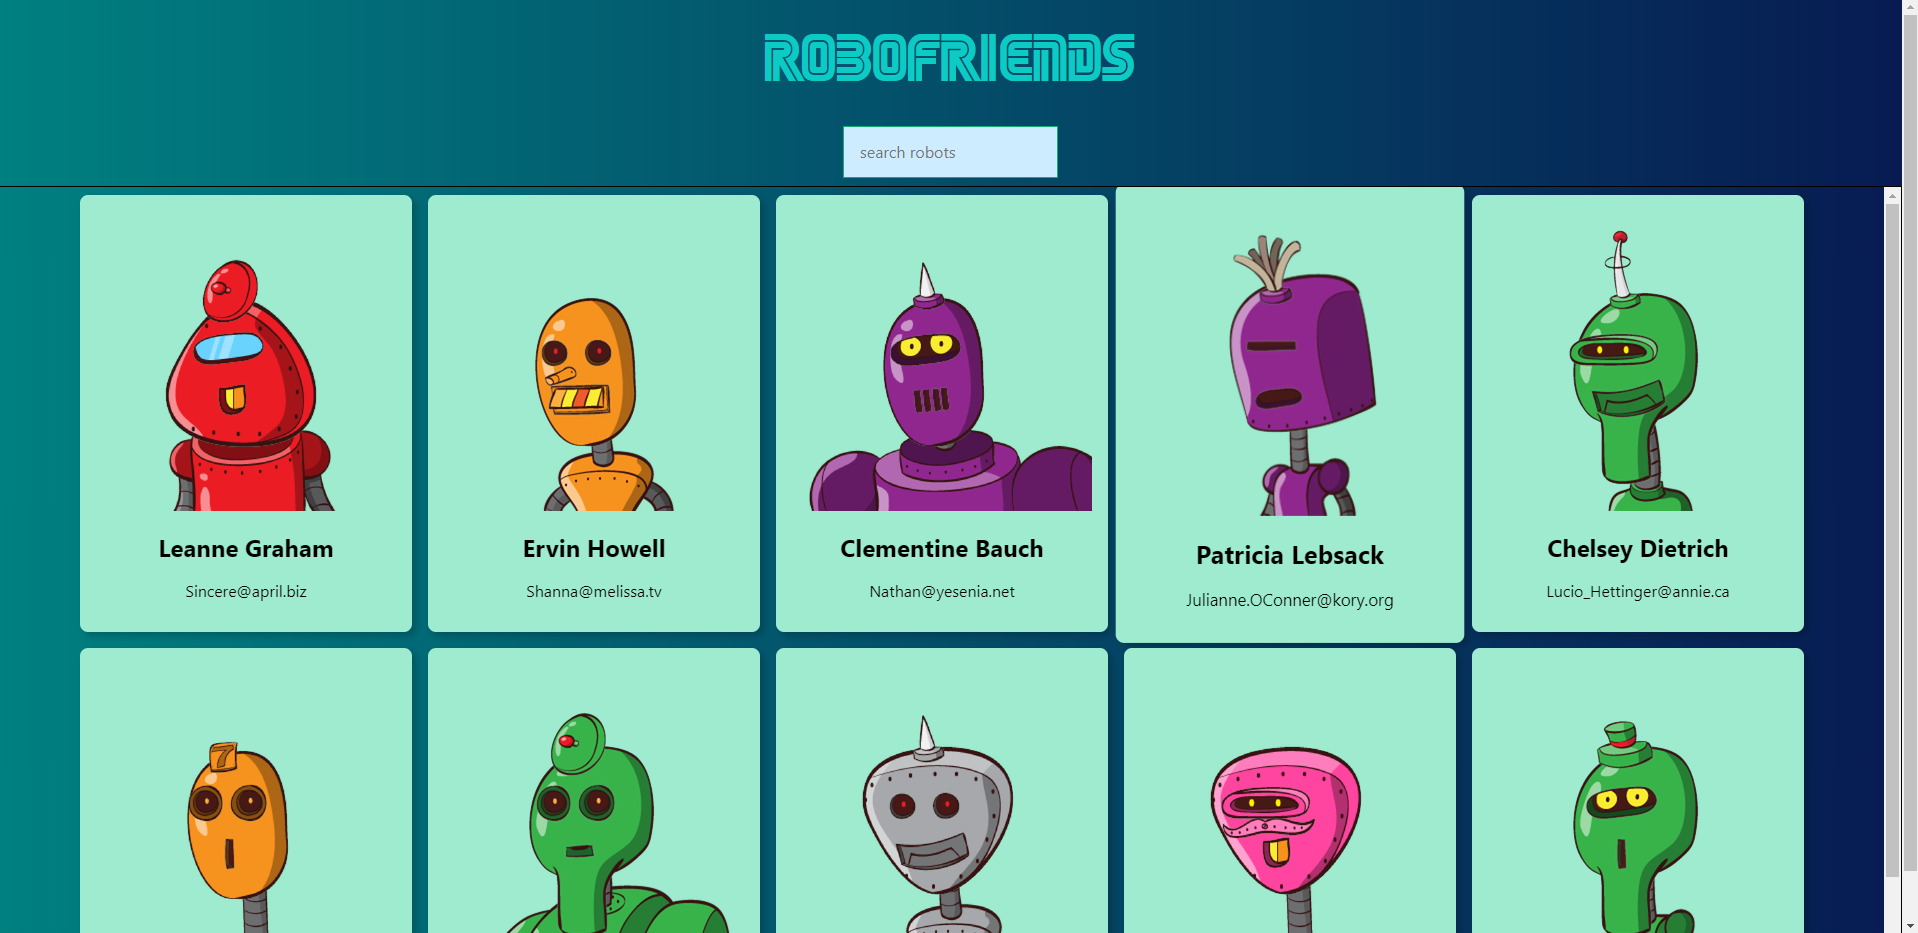 ROBOFRIENDS
search robots
Leanne Graham
Sincere@april.biz
Ervin Howell
Shanna@melissa.tv
Clementine Bauch
Nathan@yesenia.net
Patricia Lebsack
Julianne.OConner@kory.org
Chelsey Dietrich
Lucio_Hettinger@annie.ca
7